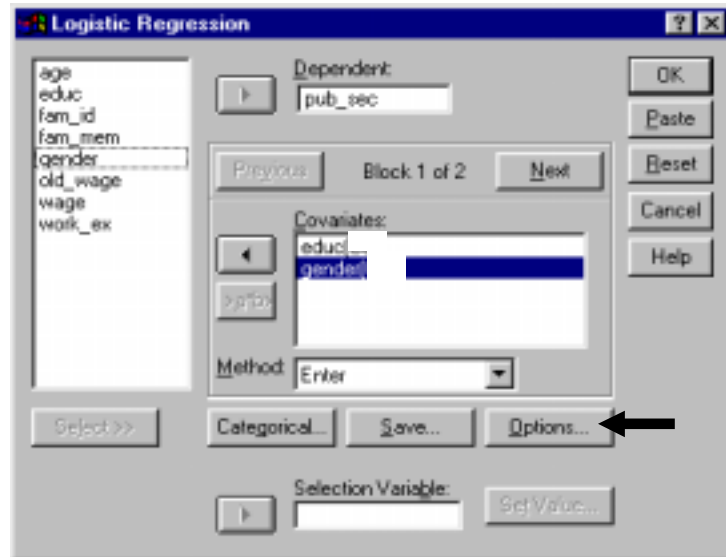 Logistic Regression
age
educ
fam_id
fam_mem
gender
old_wage
wage
work_ex
Dependent:
pub_sec
Previous
Block 1 of 2
Next
Covariates:
educ(
gender(
>a*b>
Method:
Enter
Select >>
Categorical...
Save...
Options...
Selection Variable:
Set Value...
OK
Paste
Reset
Cancel
Help